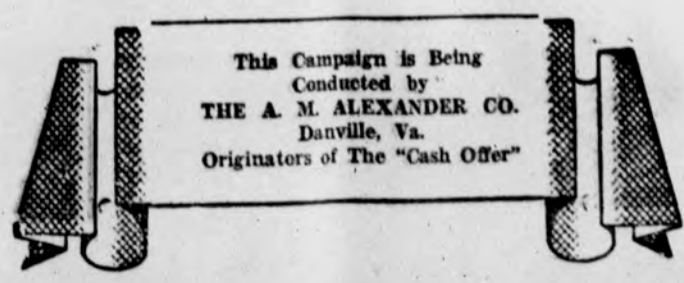 This Campaign is Being
Conducted by
THE A. M. ALEXANDER CO.
Danville, Va.
Originators of The "Cash Offer"